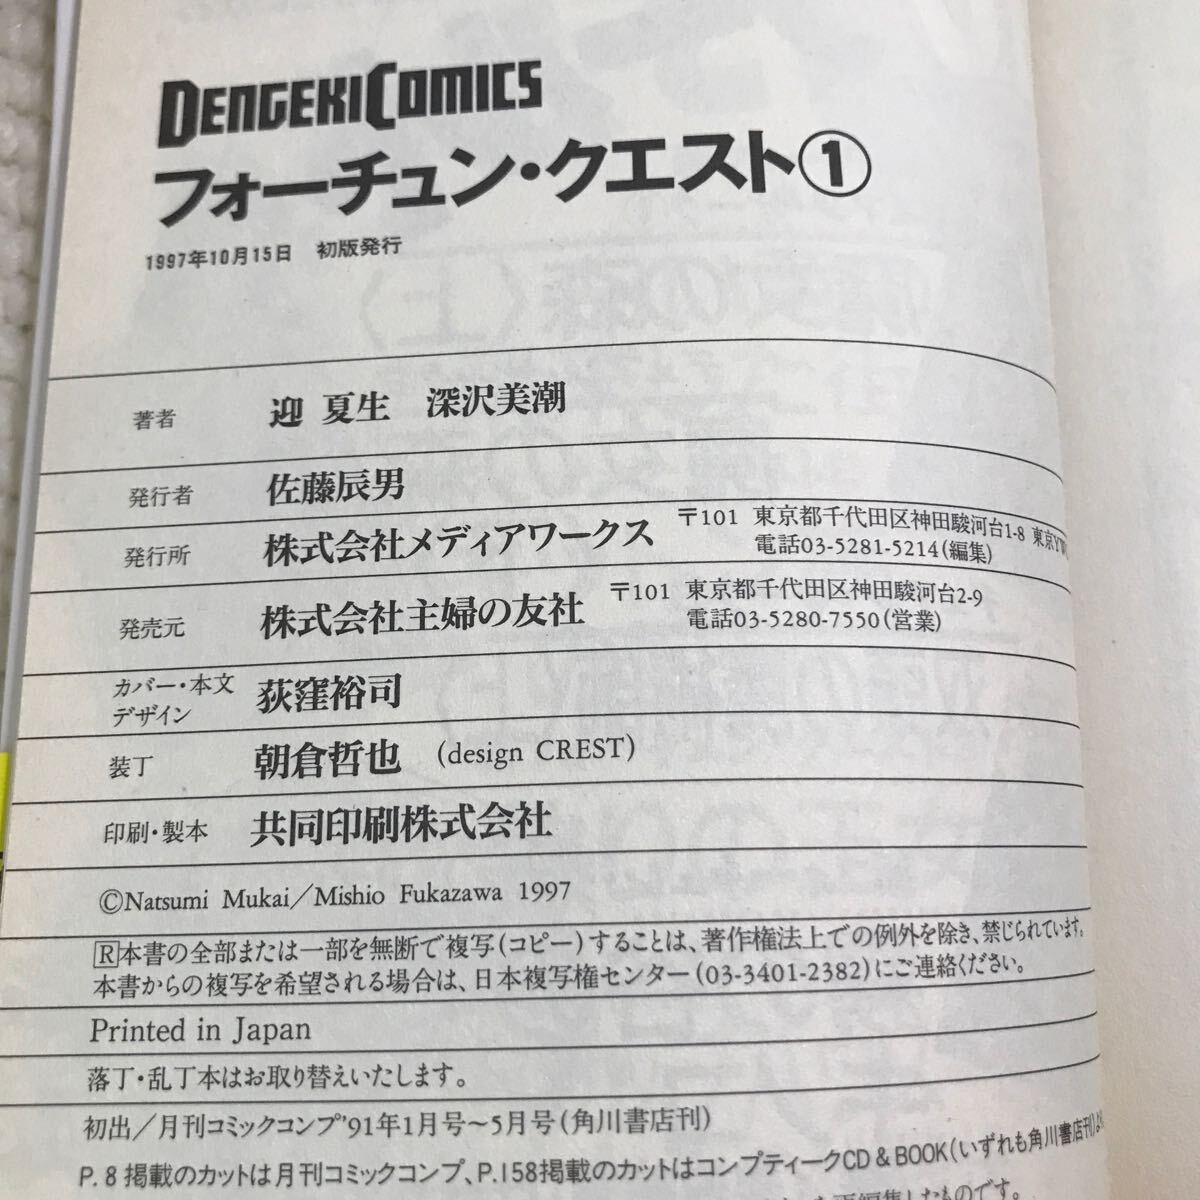 DENGEKI COMICS
フォーチュン・クエスト①
1997年10月15日 初版発行
著者 迎 夏生 深沢美潮
発行者 佐藤辰男
発行所 株式会社メディアワークス 〒101 東京都千代田区神田駿河台1-8 東京YW
電話03-5281-5214(編集)
発売元 株式会社主婦の友社 〒101 東京都千代田区神田駿河台2-9
電話03-5280-7550(営業)
カバー・本文
デザイン 荻窪裕司
装丁 朝倉哲也 (design CREST)
印刷・製本 共同印刷株式会社
©Natsumi Mukai/Mishio Fukazawa 1997
Ⓡ本書の全部または一部を無断で複写(コピー)することは、著作権法上での例外を除き、禁じられています。
本書からの複写を希望される場合は、日本複写権センター(03-3401-2382)にご連絡ください。
Printed in Japan
落丁・乱丁本はお取り替えいたします。
初出/月刊コミックコンプ'91年1月号～5月号(角川書店刊)
P.8掲載のカットは月刊コミックコンプ、P.158掲載のカットはコンプティークCD & BOOK(いずれも角川書店刊)よ
再編集したものです。